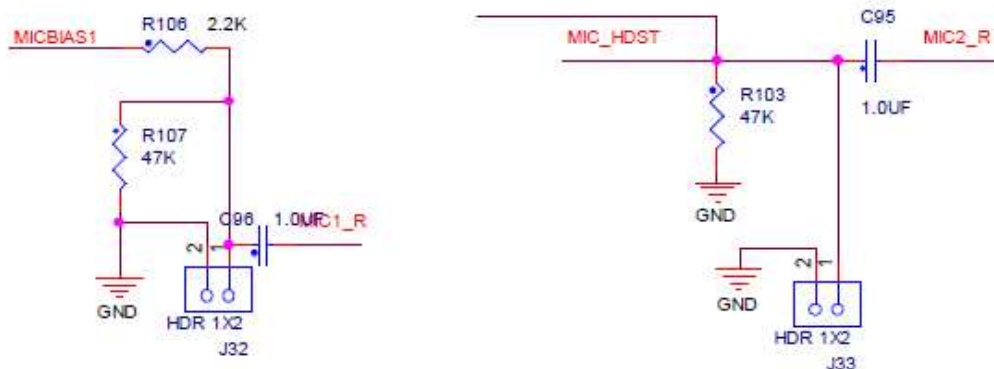 R106 2.2K
MICBIAS1
R107
47K
C96 1.0UF
MIC1_R
2 1
GND
HDR 1X2
J32
C95
MIC_HDST
MIC2_R
R103
47K
1.0UF
GND
2 1
GND
HDR 1X2
J33